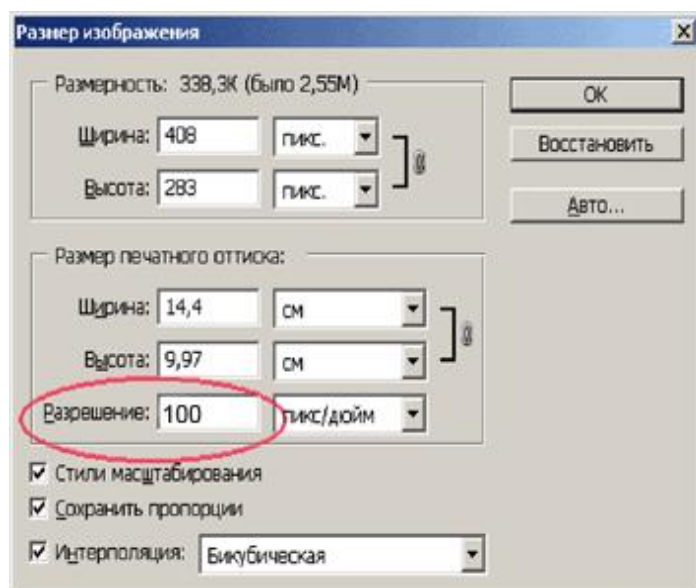 Размер изображения
Размерность: 338,3К (было 2,55М)
Ширина: 408 пикс.
Высота: 283 пикс.
ОК
Восстановить
Авто...
Размер печатного оттиска:
Ширина: 14,4 см
Высота: 9,97 см
Разрешение: 100 пикс/дюйм
Стили масштабирования
Сохранить пропорции
Интерполяция: Бикубическая